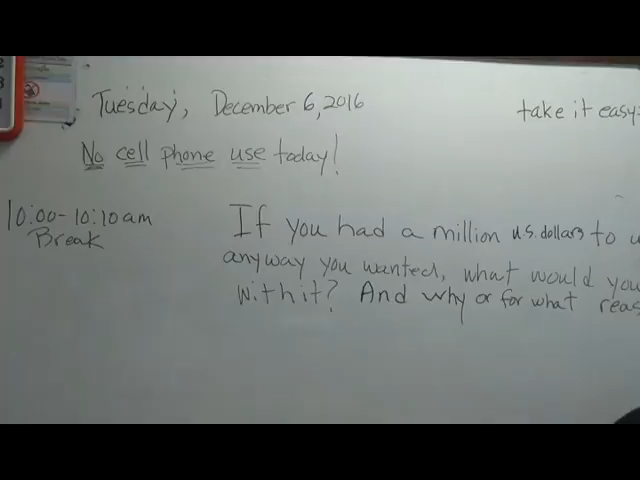 Tuesday, December 6, 2016
take it easy=
No cell phone use today!
10:00-10:10am
Break
If you had a million u.s. dollars to
anyway you wanted, what would you
with it? And why or for what reas